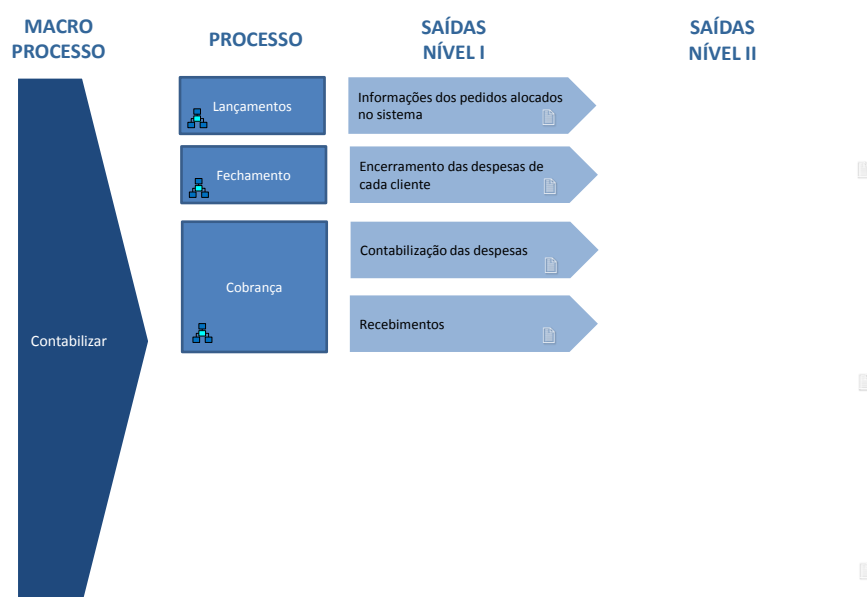 MACRO
PROCESSO
PROCESSO
SAÍDAS
NÍVEL I
SAÍDAS
NÍVEL II
Contabilizar
Lançamentos
Informações dos pedidos alocados
no sistema
Fechamento
Encerramento das despesas de
cada cliente
Cobrança
Contabilização das despesas
Recebimentos